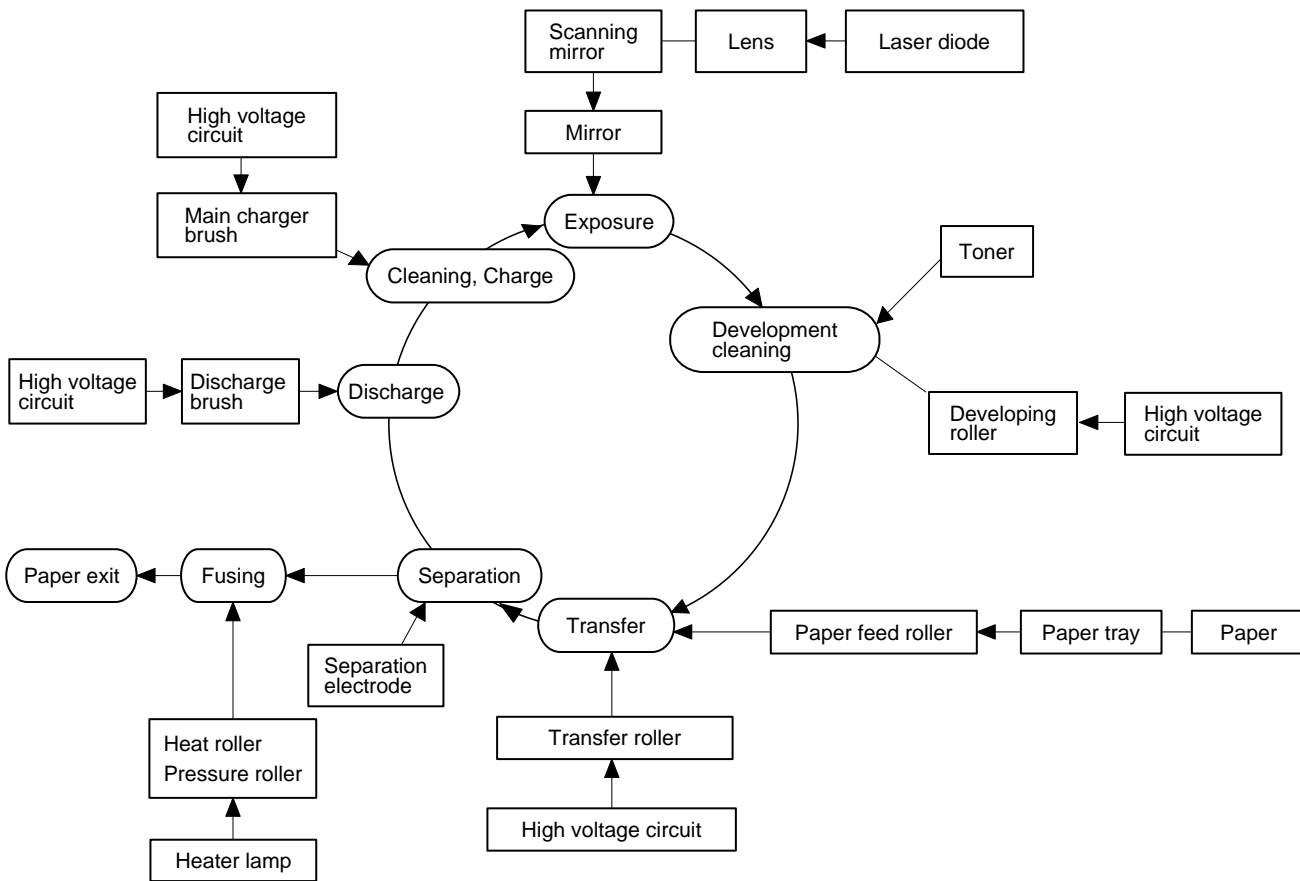 Scanning
mirror
Lens
Laser diode
High voltage
circuit
Mirror
Main charger
brush
Exposure
Toner
Cleaning, Charge
Development
cleaning
High voltage
circuit
Discharge
brush
Discharge
Developing
roller
High voltage
circuit
Paper exit
Fusing
Separation
Transfer
Paper feed roller
Paper tray
Paper
Separation
electrode
Heat roller
Pressure roller
Transfer roller
High voltage circuit
Heater lamp